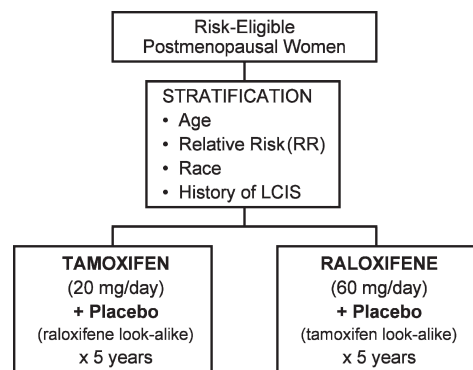 Risk-Eligible
Postmenopausal Women
STRATIFICATION
• Age
• Relative Risk (RR)
• Race
• History of LCIS
TAMOXIFEN
(20 mg/day)
+ Placebo
(raloxifene look-alike)
x 5 years
RALOXIFENE
(60 mg/day)
+ Placebo
(tamoxifen look-alike)
x 5 years